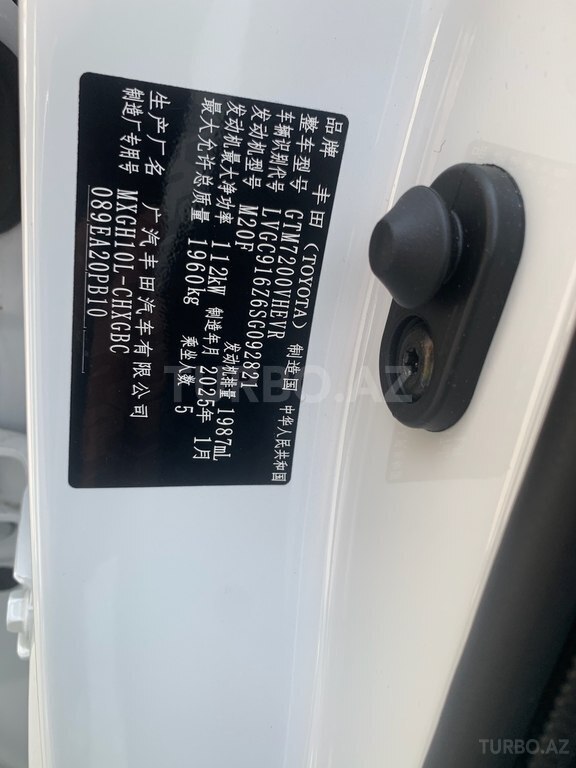 品牌 丰田 (TOYOTA) 制造国 中华人民共和国
整车型号 GTM7200VHEVR
车辆识别代号 LVGC916Z6SG092821
发动机型号 M20F 发动机排量 1987mL
发动机最大净功率 112kW 制造年月 2025年 1月
最大允许总质量 1960kg 乘坐人数 5
生产厂名 广汽丰田汽车有限公司
制造厂专用号 MXGH10L-CHXGBC
089EA20PB10
TURBO.AZ
TURBO.AZ